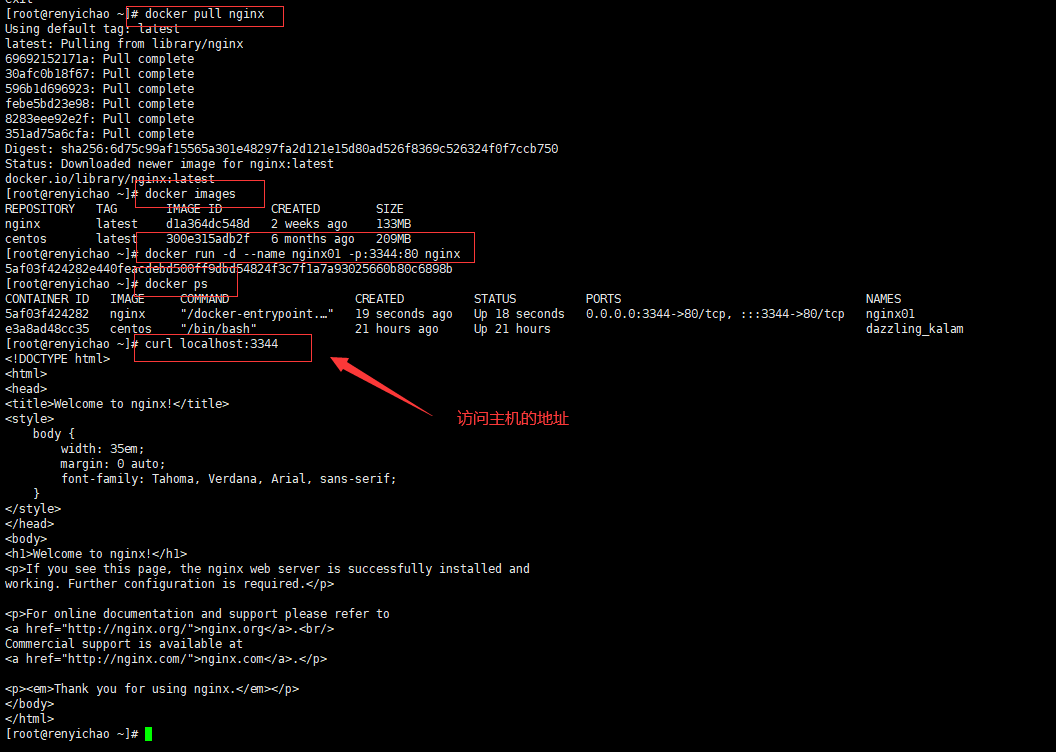 exit
[root@renyichao ~]# docker pull nginx
Using default tag: latest
latest: Pulling from library/nginx
69692152171a: Pull complete
30afc0b18f67: Pull complete
596b1d696923: Pull complete
febe5bd23e98: Pull complete
8283eee92e2f: Pull complete
351ad75a6cfa: Pull complete
Digest: sha256:6d75c99af15565a301e48297fa2d121e15d80ad526f8369c526324f0f7ccb750
Status: Downloaded newer image for nginx:latest
docker.io/library/nginx:latest
[root@renyichao ~]# docker images
REPOSITORY   TAG       IMAGE ID       CREATED        SIZE
nginx        latest    d1a364dc548d   2 weeks ago    133MB
centos       latest    300e315adb2f   6 months ago   209MB
[root@renyichao ~]# docker run -d --name nginx01 -p:3344:80 nginx
5af03f424282e440feacdebd500ff9dbd54824f3c7f1a7a93025660b80c6898b
[root@renyichao ~]# docker ps
CONTAINER ID   IMAGE     COMMAND                  CREATED          STATUS          PORTS                                   NAMES
5af03f424282   nginx     "/docker-entrypoint.…"   19 seconds ago   Up 18 seconds   0.0.0.0:3344->80/tcp, :::3344->80/tcp   nginx01
e3a8ad48cc35   centos    "/bin/bash"              21 hours ago     Up 21 hours                                             dazzling_kalam
[root@renyichao ~]# curl localhost:3344
<!DOCTYPE html>
<html>
<head>
<title>Welcome to nginx!</title>
<style>
    body {
        width: 35em;
        margin: 0 auto;
        font-family: Tahoma, Verdana, Arial, sans-serif;
    }
</style>
</head>
<body>
<h1>Welcome to nginx!</h1>
<p>If you see this page, the nginx web server is successfully installed and
working. Further configuration is required.</p>

<p>For online documentation and support please refer to
<a href="http://nginx.org/">nginx.org</a>.<br/>
Commercial support is available at
<a href="http://nginx.com/">nginx.com</a>.</p>

<p><em>Thank you for using nginx.</em></p>
</body>
</html>
[root@renyichao ~]#
访问主机的地址